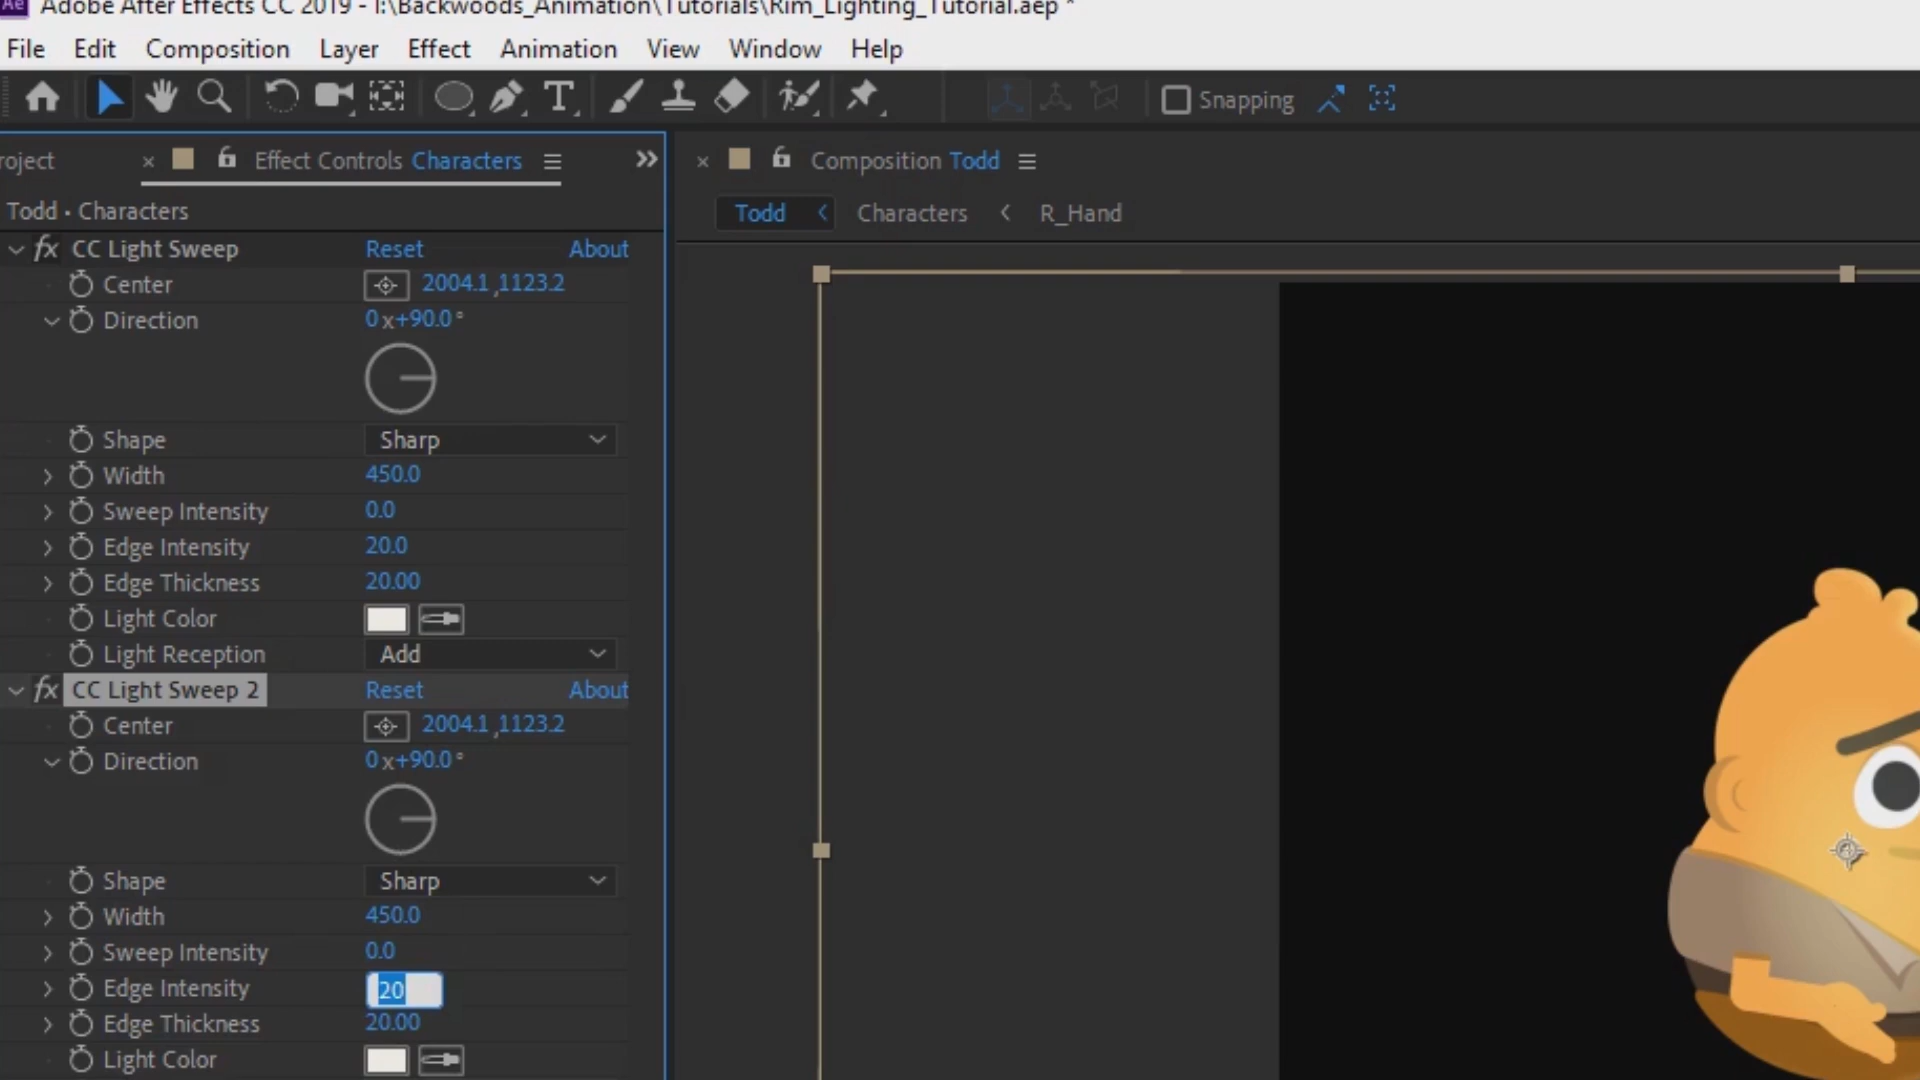 Ae Adobe After Effects CC 2019 - I:\Backwoods_Animation\Tutorials\Rim_Lighting_Tutorial.aep *
File Edit Composition Layer Effect Animation View Window Help
T Snapping
roject × Effect Controls Characters ≡ »
× Composition Todd ≡
Todd • Characters
Todd < Characters < R_Hand
fx CC Light Sweep Reset About
Center 2004.1 ,1123.2
Direction 0 x+90.0 °
Shape Sharp
Width 450.0
Sweep Intensity 0.0
Edge Intensity 20.0
Edge Thickness 20.00
Light Color
Light Reception Add
fx CC Light Sweep 2 Reset About
Center 2004.1 ,1123.2
Direction 0 x+90.0 °
Shape Sharp
Width 450.0
Sweep Intensity 0.0
Edge Intensity 20
Edge Thickness 20.00
Light Color